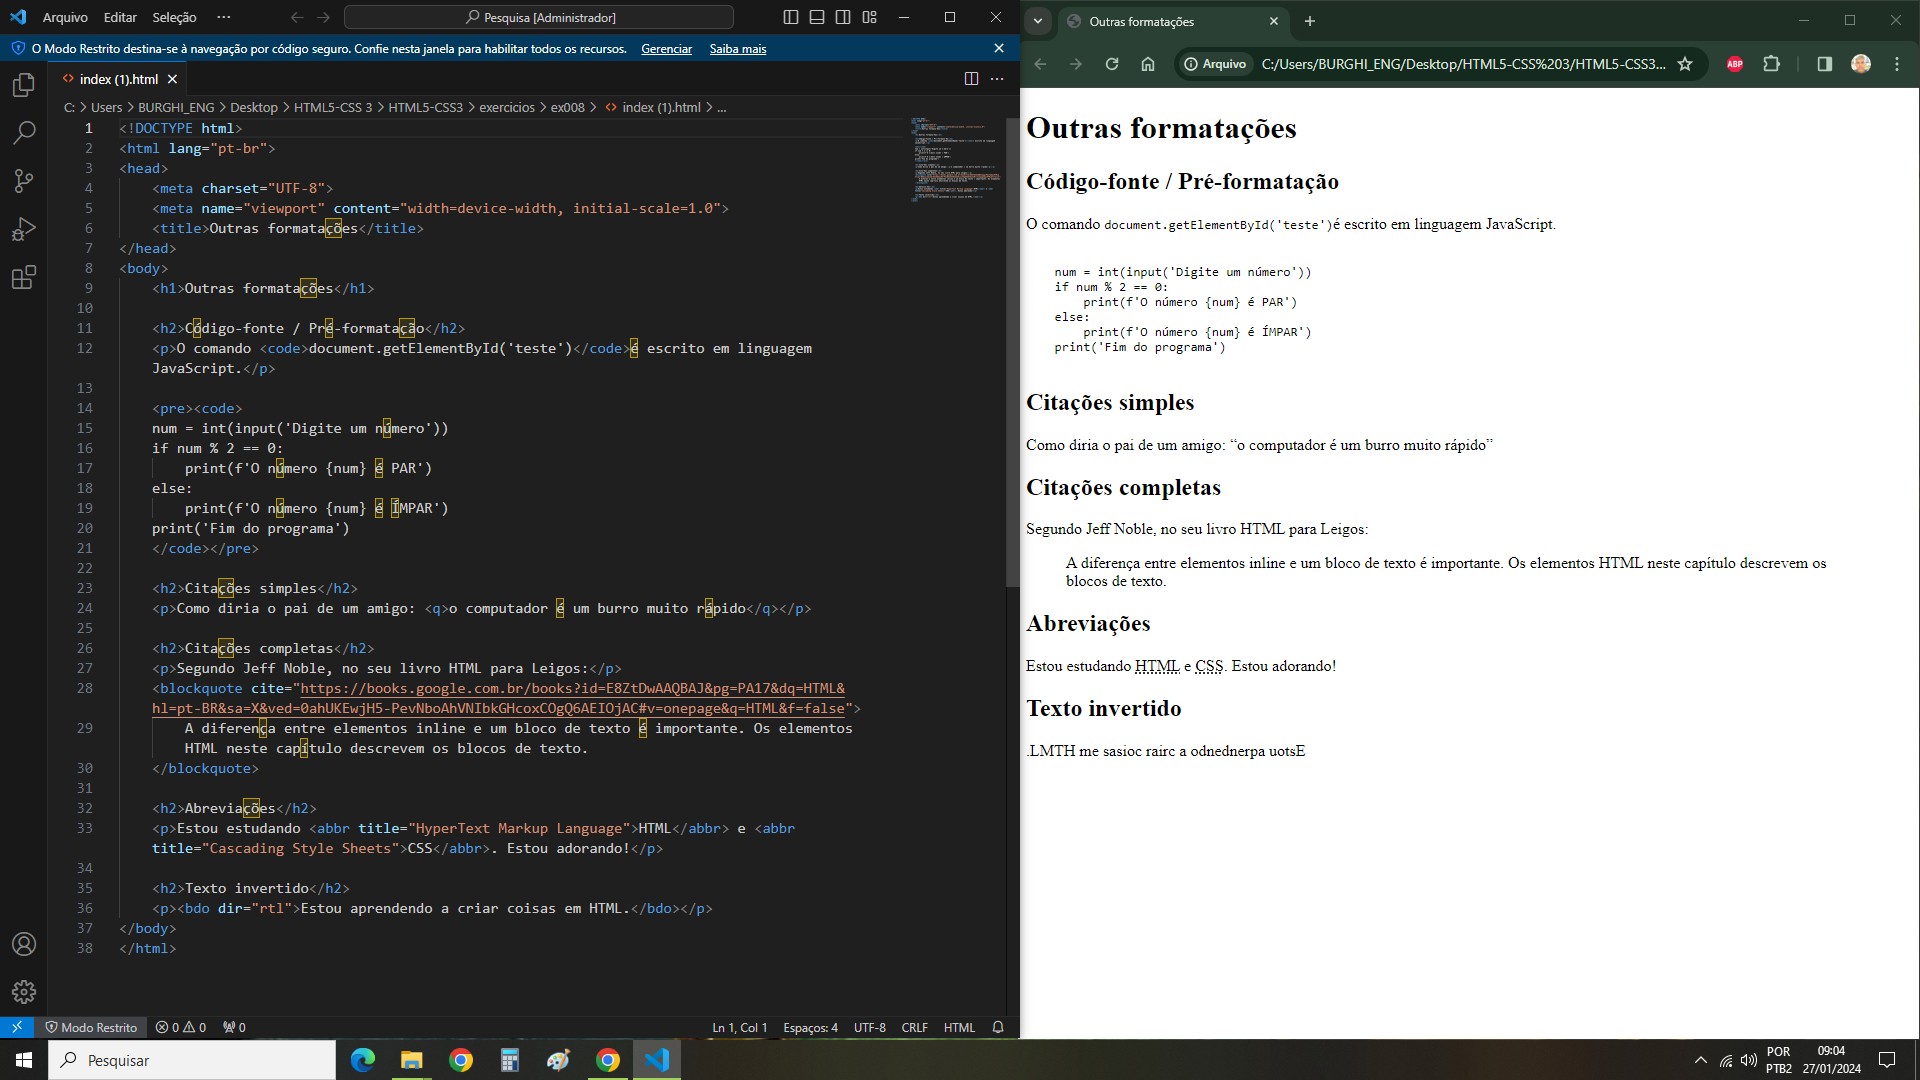 Arquivo Editar Seleção ··· Pesquisa [Administrador]
O Modo Restrito destina-se à navegação por código seguro. Confie nesta janela para habilitar todos os recursos. Gerenciar Saiba mais
index (1).html
C: > Users > BURGHI_ENG > Desktop > HTML5-CSS 3 > HTML5-CSS3 > exercicios > ex008 > index (1).html > ...
1 <!DOCTYPE html>
2 <html lang="pt-br">
3 <head>
4 <meta charset="UTF-8">
5 <meta name="viewport" content="width=device-width, initial-scale=1.0">
6 <title>Outras formatações</title>
7 </head>
8 <body>
9 <h1>Outras formatações</h1>
10
11 <h2>Código-fonte / Pré-formatação</h2>
12 <p>O comando <code>document.getElementById('teste')</code>é escrito em linguagem
JavaScript.</p>
13
14 <pre><code>
15 num = int(input('Digite um número'))
16 if num % 2 == 0:
17 print(f'O número {num} é PAR')
18 else:
19 print(f'O número {num} é ÍMPAR')
20 print('Fim do programa')
21 </code></pre>
22
23 <h2>Citações simples</h2>
24 <p>Como diria o pai de um amigo: <q>o computador é um burro muito rápido</q></p>
25
26 <h2>Citações completas</h2>
27 <p>Segundo Jeff Noble, no seu livro HTML para Leigos:</p>
28 <blockquote cite="https://books.google.com.br/books?id=E8ZtDwAAQBAJ&pg=PA17&dq=HTML&
hl=pt-BR&sa=X&ved=0ahUKEwjH5-PevNboAhVNIbkGHcoxCOgQ6AEIOjAC#v=onepage&q=HTML&f=false">
29 A diferença entre elementos inline e um bloco de texto é importante. Os elementos
HTML neste capítulo descrevem os blocos de texto.
30 </blockquote>
31
32 <h2>Abreviações</h2>
33 <p>Estou estudando <abbr title="HyperText Markup Language">HTML</abbr> e <abbr
title="Cascading Style Sheets">CSS</abbr>. Estou adorando!</p>
34
35 <h2>Texto invertido</h2>
36 <p><bdo dir="rtl">Estou aprendendo a criar coisas em HTML.</bdo></p>
37 </body>
38 </html>
Modo Restrito 0 0 0 Ln 1, Col 1 Espaços: 4 UTF-8 CRLF HTML
Outras formatações
Arquivo C:/Users/BURGHI_ENG/Desktop/HTML5-CSS%203/HTML5-CSS3... ABP
Outras formatações
Código-fonte / Pré-formatação
O comando document.getElementById('teste')é escrito em linguagem JavaScript.
num = int(input('Digite um número'))
if num % 2 == 0:
print(f'O número {num} é PAR')
else:
print(f'O número {num} é ÍMPAR')
print('Fim do programa')
Citações simples
Como diria o pai de um amigo: “o computador é um burro muito rápido”
Citações completas
Segundo Jeff Noble, no seu livro HTML para Leigos:
A diferença entre elementos inline e um bloco de texto é importante. Os elementos HTML neste capítulo descrevem os
blocos de texto.
Abreviações
Estou estudando HTML e CSS. Estou adorando!
Texto invertido
.LMTH me sasioc rairc a odnednerpa uotsE
Pesquisar
POR
PTB2
09:04
27/01/2024